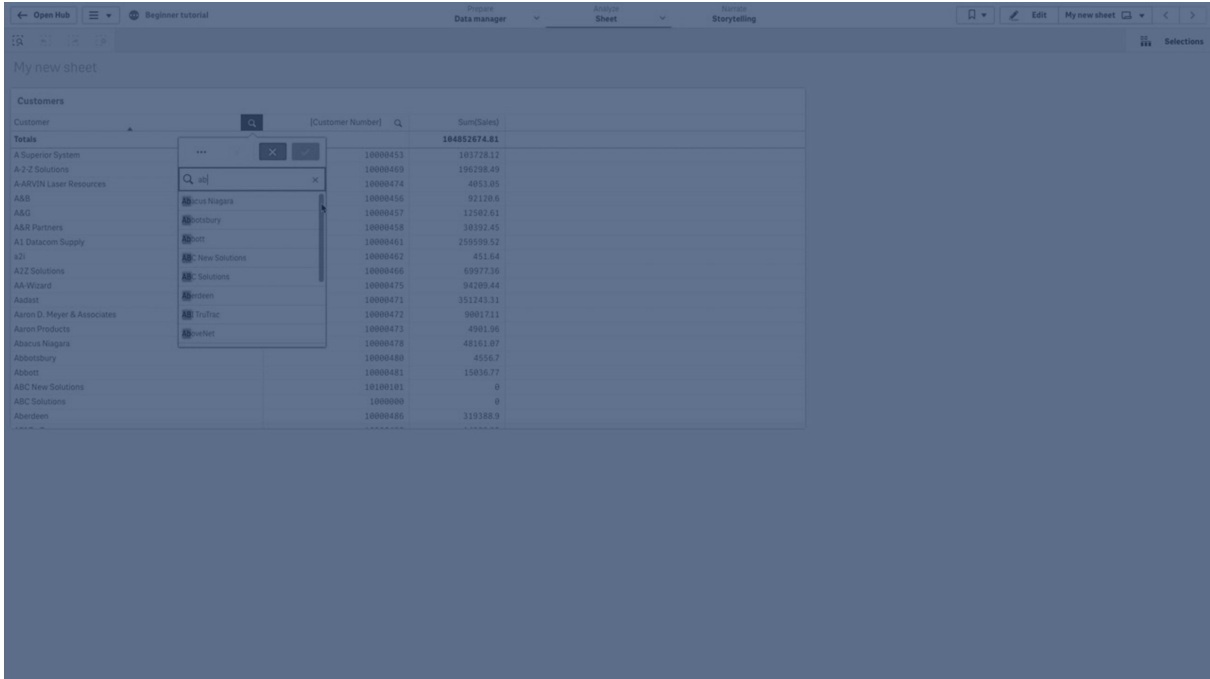 Open Hub
Beginner tutorial
Prepare
Data manager
Analyze
Sheet
Narrate
Storytelling
Edit
My new sheet
Selections
My new sheet
Customers
Customer
[Customer Number]
Sum(Sales)
Totals
104852674.81
A Superior System 10000453 103728.12
A-2-Z Solutions 10000469 196298.49
A-ARVIN Laser Resources 10000474 4053.05
A&B 10000456 92120.6
A&G 10000457 12502.61
A&R Partners 10000458 30392.45
A1 Datacom Supply 10000461 259599.52
a2i 10000462 451.64
A2Z Solutions 10000466 69977.36
AA-Wizard 10000475 94209.44
Aadast 10000471 351243.31
Aaron D. Meyer & Associates 10000472 90017.11
Aaron Products 10000473 4901.96
Abacus Niagara 10000478 48161.07
Abbotsbury 10000480 4556.7
Abbott 10000481 15036.77
ABC New Solutions 10100101 0
ABC Solutions 1000000 0
Aberdeen 10000486 319388.9
ab
Abacus Niagara
Abbotsbury
Abbott
ABC New Solutions
ABC Solutions
Aberdeen
ABI TruTrac
AboveNet